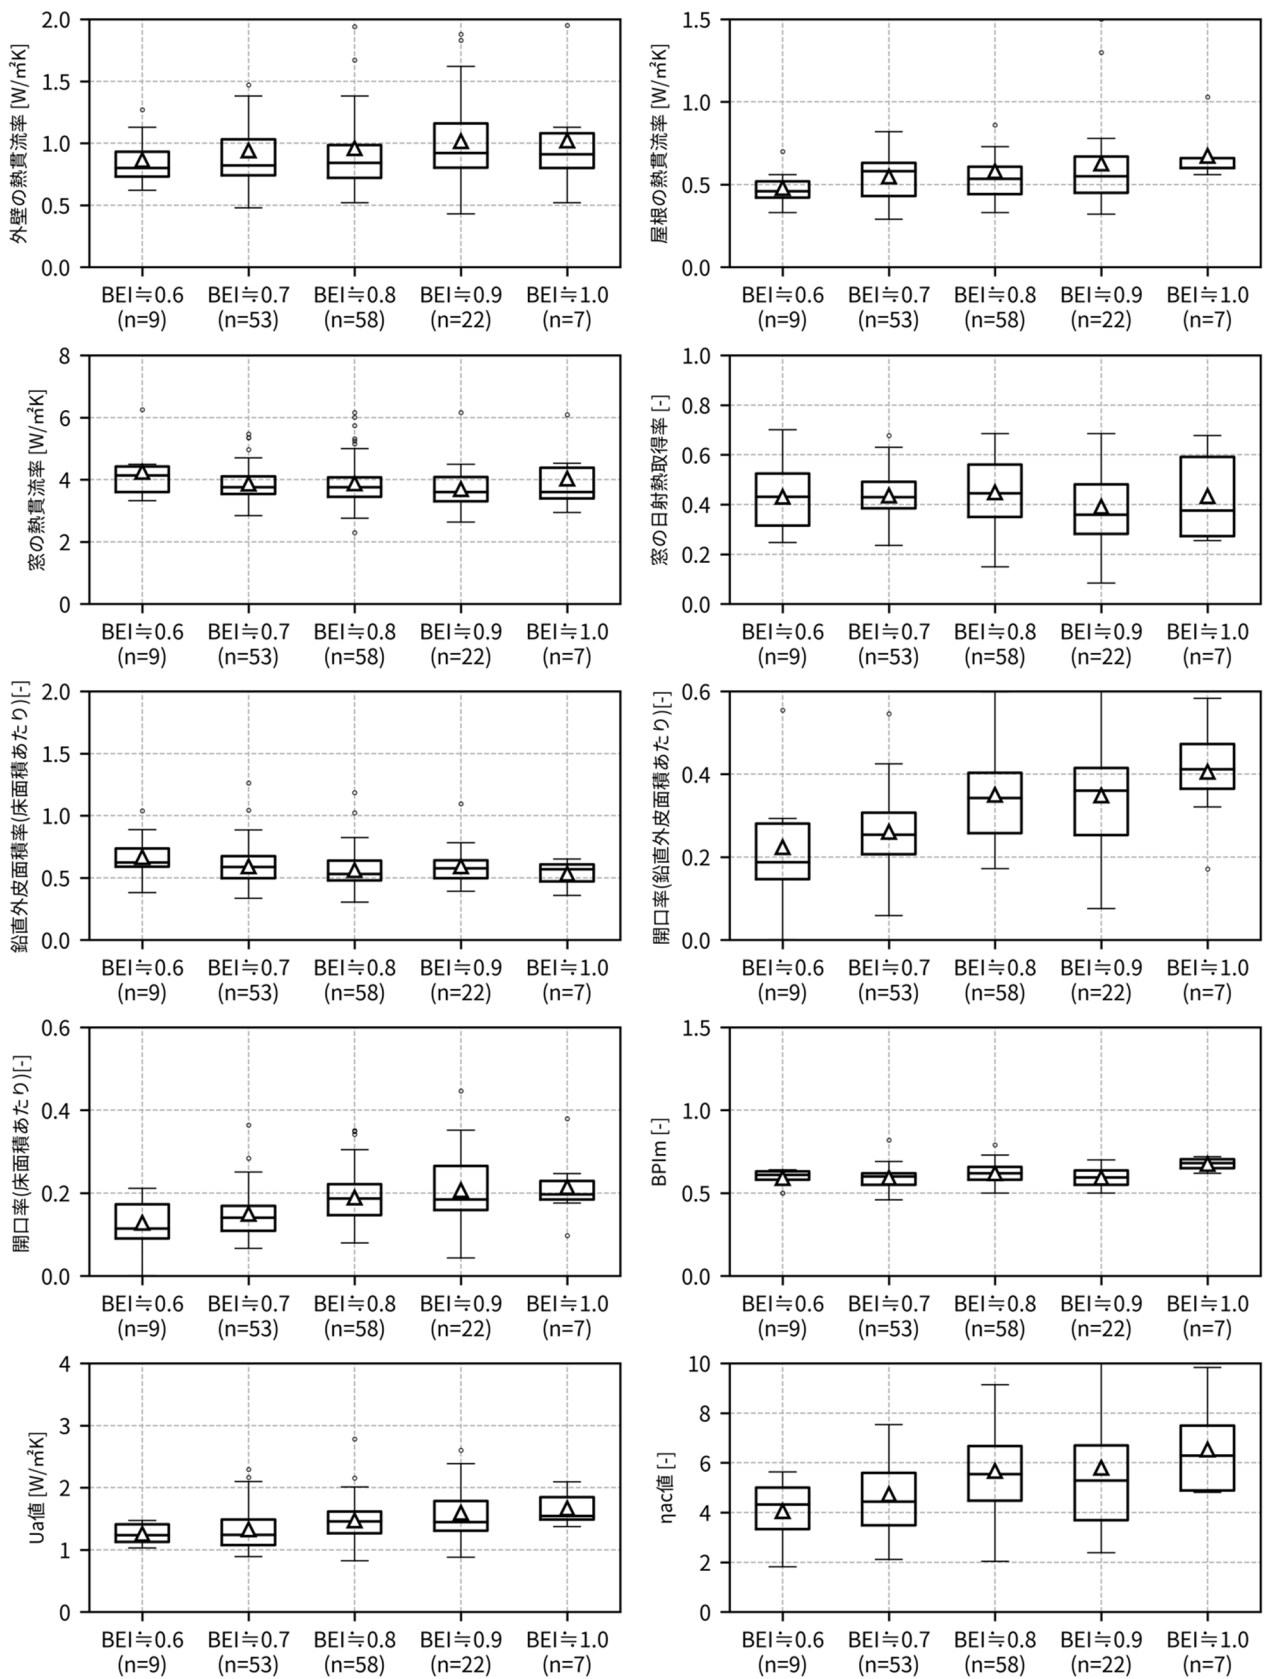 外壁の熱貫流率 [W/㎡K]
2.0
1.5
1.0
0.5
0.0
BEI≒0.6 BEI≒0.7 BEI≒0.8 BEI≒0.9 BEI≒1.0
(n=9) (n=53) (n=58) (n=22) (n=7)
屋根の熱貫流率 [W/㎡K]
1.5
1.0
0.5
0.0
BEI≒0.6 BEI≒0.7 BEI≒0.8 BEI≒0.9 BEI≒1.0
(n=9) (n=53) (n=58) (n=22) (n=7)
窓の熱貫流率 [W/㎡K]
8
6
4
2
0
BEI≒0.6 BEI≒0.7 BEI≒0.8 BEI≒0.9 BEI≒1.0
(n=9) (n=53) (n=58) (n=22) (n=7)
窓の日射熱取得率 [-]
1.0
0.8
0.6
0.4
0.2
0.0
BEI≒0.6 BEI≒0.7 BEI≒0.8 BEI≒0.9 BEI≒1.0
(n=9) (n=53) (n=58) (n=22) (n=7)
鉛直外皮面積率(床面積あたり)[-]
2.0
1.5
1.0
0.5
0.0
BEI≒0.6 BEI≒0.7 BEI≒0.8 BEI≒0.9 BEI≒1.0
(n=9) (n=53) (n=58) (n=22) (n=7)
開口率(鉛直外皮面積あたり)[-]
0.6
0.4
0.2
0.0
BEI≒0.6 BEI≒0.7 BEI≒0.8 BEI≒0.9 BEI≒1.0
(n=9) (n=53) (n=58) (n=22) (n=7)
開口率(床面積あたり)[-]
0.6
0.4
0.2
0.0
BEI≒0.6 BEI≒0.7 BEI≒0.8 BEI≒0.9 BEI≒1.0
(n=9) (n=53) (n=58) (n=22) (n=7)
BPIm [-]
1.5
1.0
0.5
0.0
BEI≒0.6 BEI≒0.7 BEI≒0.8 BEI≒0.9 BEI≒1.0
(n=9) (n=53) (n=58) (n=22) (n=7)
Ua値 [W/㎡K]
4
3
2
1
0
BEI≒0.6 BEI≒0.7 BEI≒0.8 BEI≒0.9 BEI≒1.0
(n=9) (n=53) (n=58) (n=22) (n=7)
ηac値 [-]
10
8
6
4
2
0
BEI≒0.6 BEI≒0.7 BEI≒0.8 BEI≒0.9 BEI≒1.0
(n=9) (n=53) (n=58) (n=22) (n=7)